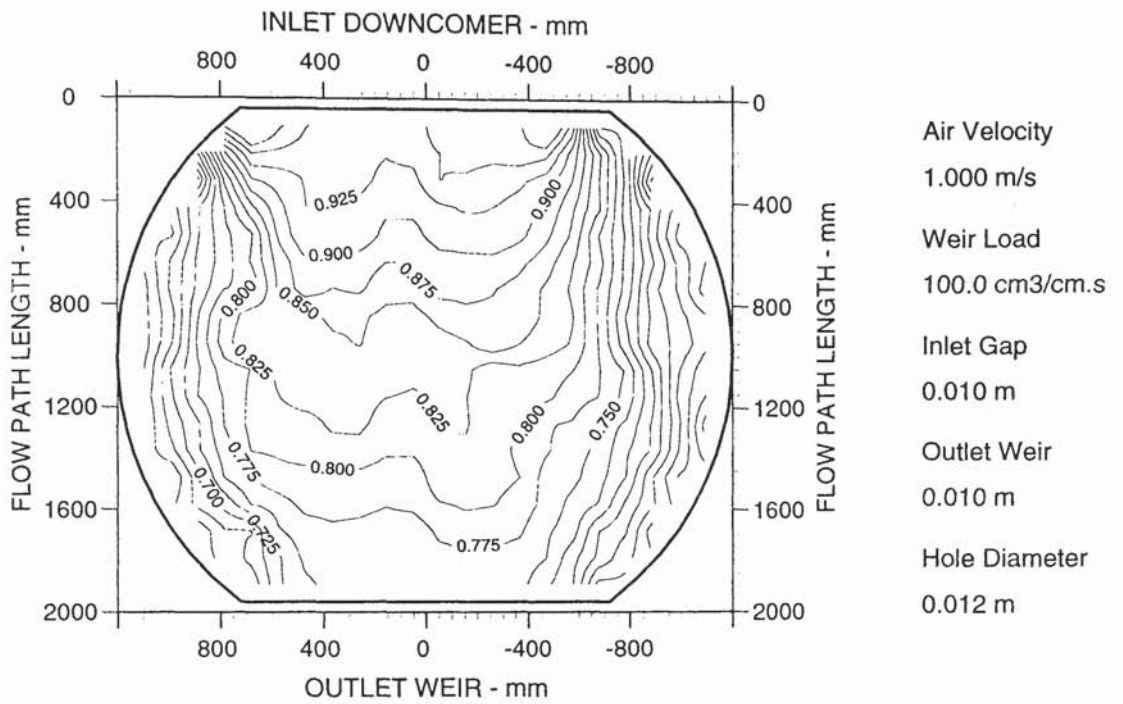 INLET DOWNCOMER - mm
800 400 0 -400 -800
0
400
800
1200
1600
2000
FLOW PATH LENGTH - mm
0.925
0.900
0.900
0.875
0.850
0.800
0.825
0.825
0.800
0.750
0.775
0.800
0.700
0.725
0.775
0
400
800
1200
1600
2000
FLOW PATH LENGTH - mm
800 400 0 -400 -800
OUTLET WEIR - mm
Air Velocity
1.000 m/s
Weir Load
100.0 cm3/cm.s
Inlet Gap
0.010 m
Outlet Weir
0.010 m
Hole Diameter
0.012 m